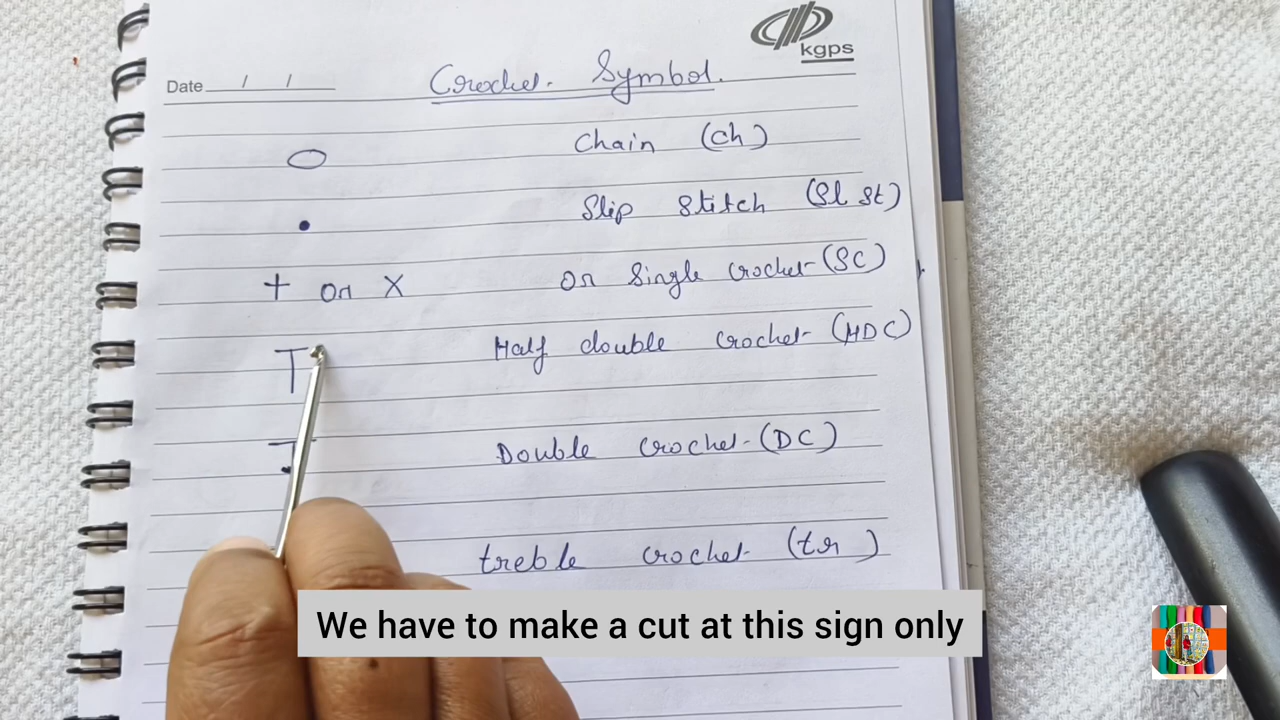 kgps
Date / /
Crochet. Symbol.
Chain (ch)
Slip stitch (Sl St)
+ or X or Single Crochet (SC)
T Half double Crochet (HDC)
Double Crochet (DC)
treble Crochet (tr)
We have to make a cut at this sign only